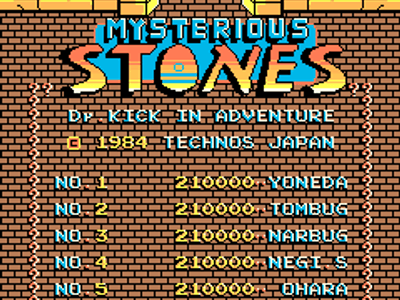 MYSTERIOUS
STONES
Dr. KICK IN ADVENTURE
© 1984 TECHNOS JAPAN
NO. 1 210000..YONEDA
NO. 2 210000..TOMBUG
NO. 3 210000..NARBUG
NO. 4 210000..NEGI.S
NO. 5 210000.. OHARA